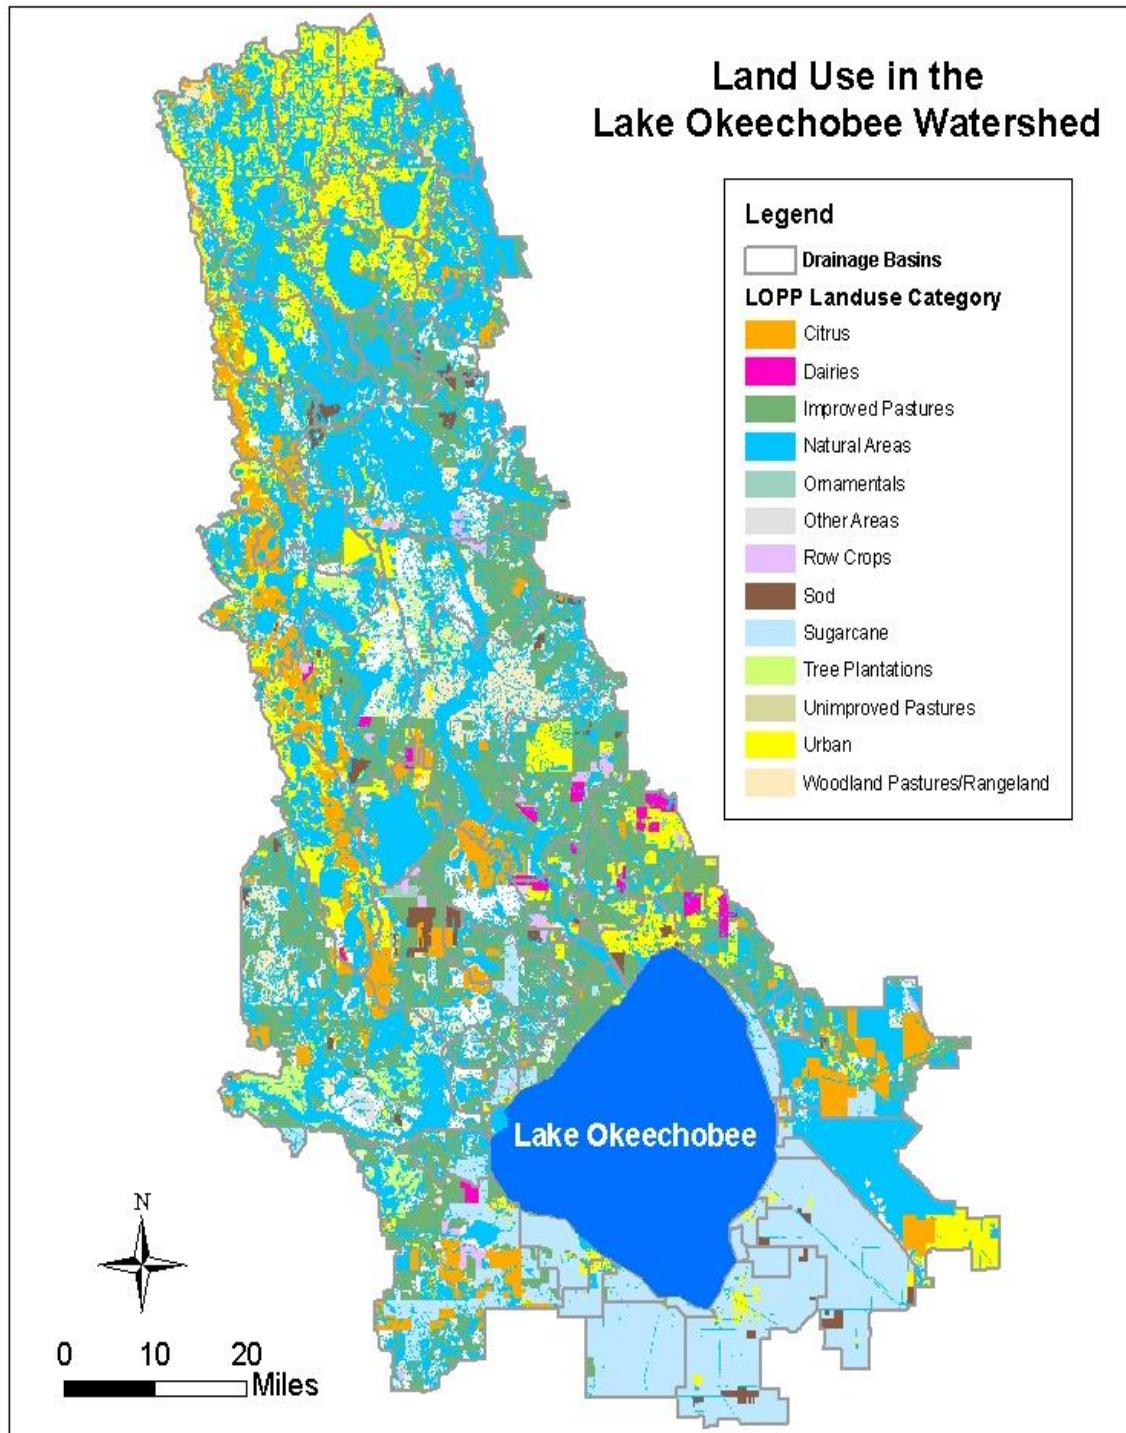 Land Use in the
Lake Okeechobee Watershed
Legend
Drainage Basins
LOPP Landuse Category
Citrus
Dairies
Improved Pastures
Natural Areas
Ornamentals
Other Areas
Row Crops
Sod
Sugarcane
Tree Plantations
Unimproved Pastures
Urban
Woodland Pastures/Rangeland
Lake Okeechobee
N
0 10 20
Miles